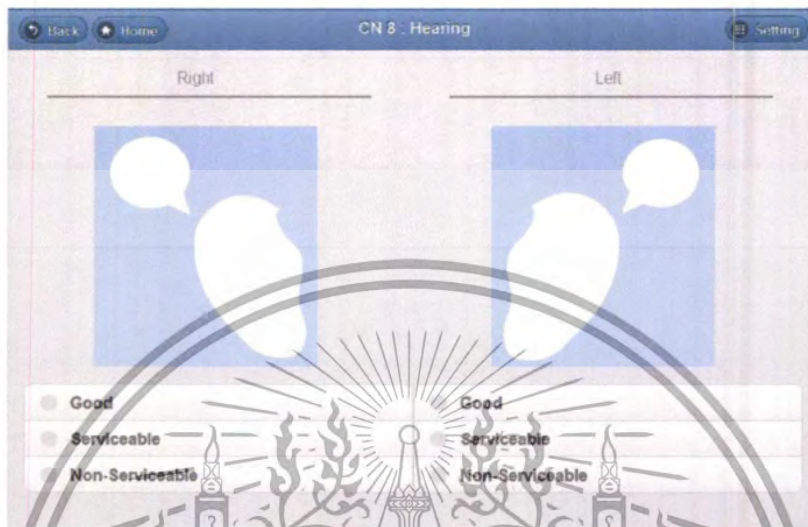 Back Home CN 8 : Hearing Setting
Right Left
Good Good
Serviceable Serviceable
Non-Serviceable Non-Serviceable